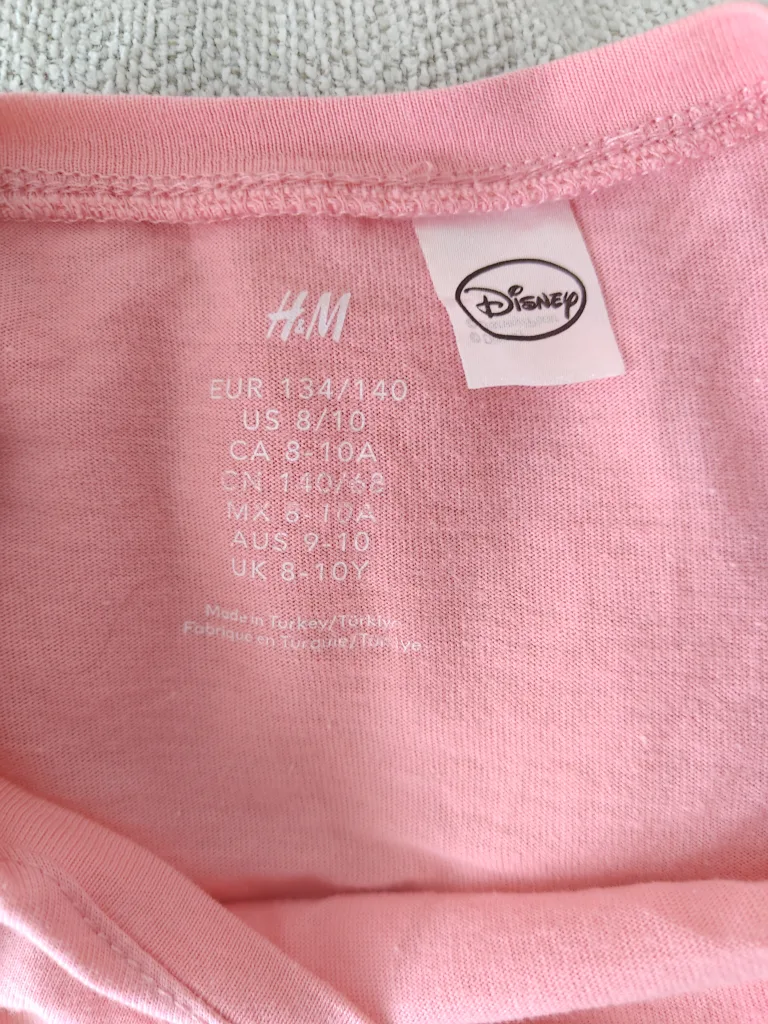 H&M
Disney
EUR 134/140
US 8/10
CA 8-10A
CN 140/68
MX 8-10A
AUS 9-10
UK 8-10Y
Made in Turkey/Türkiye
Fabriqué en Turquie/Türkiye